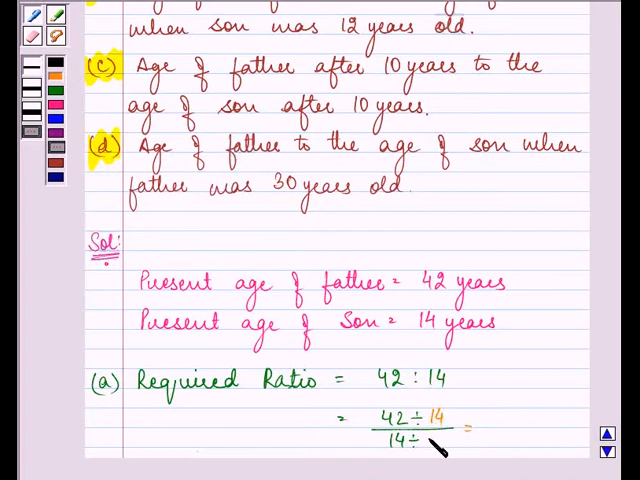 when son was 12 years old.
(c) Age of father after 10 years to the
age of son after 10 years.
(d) Age of father to the age of son when
father was 30 years old.
Sol:
Present age of father = 42 years
Present age of Son = 14 years
(a) Required Ratio = 42 : 14
= 42 ÷ 14 =
14 ÷